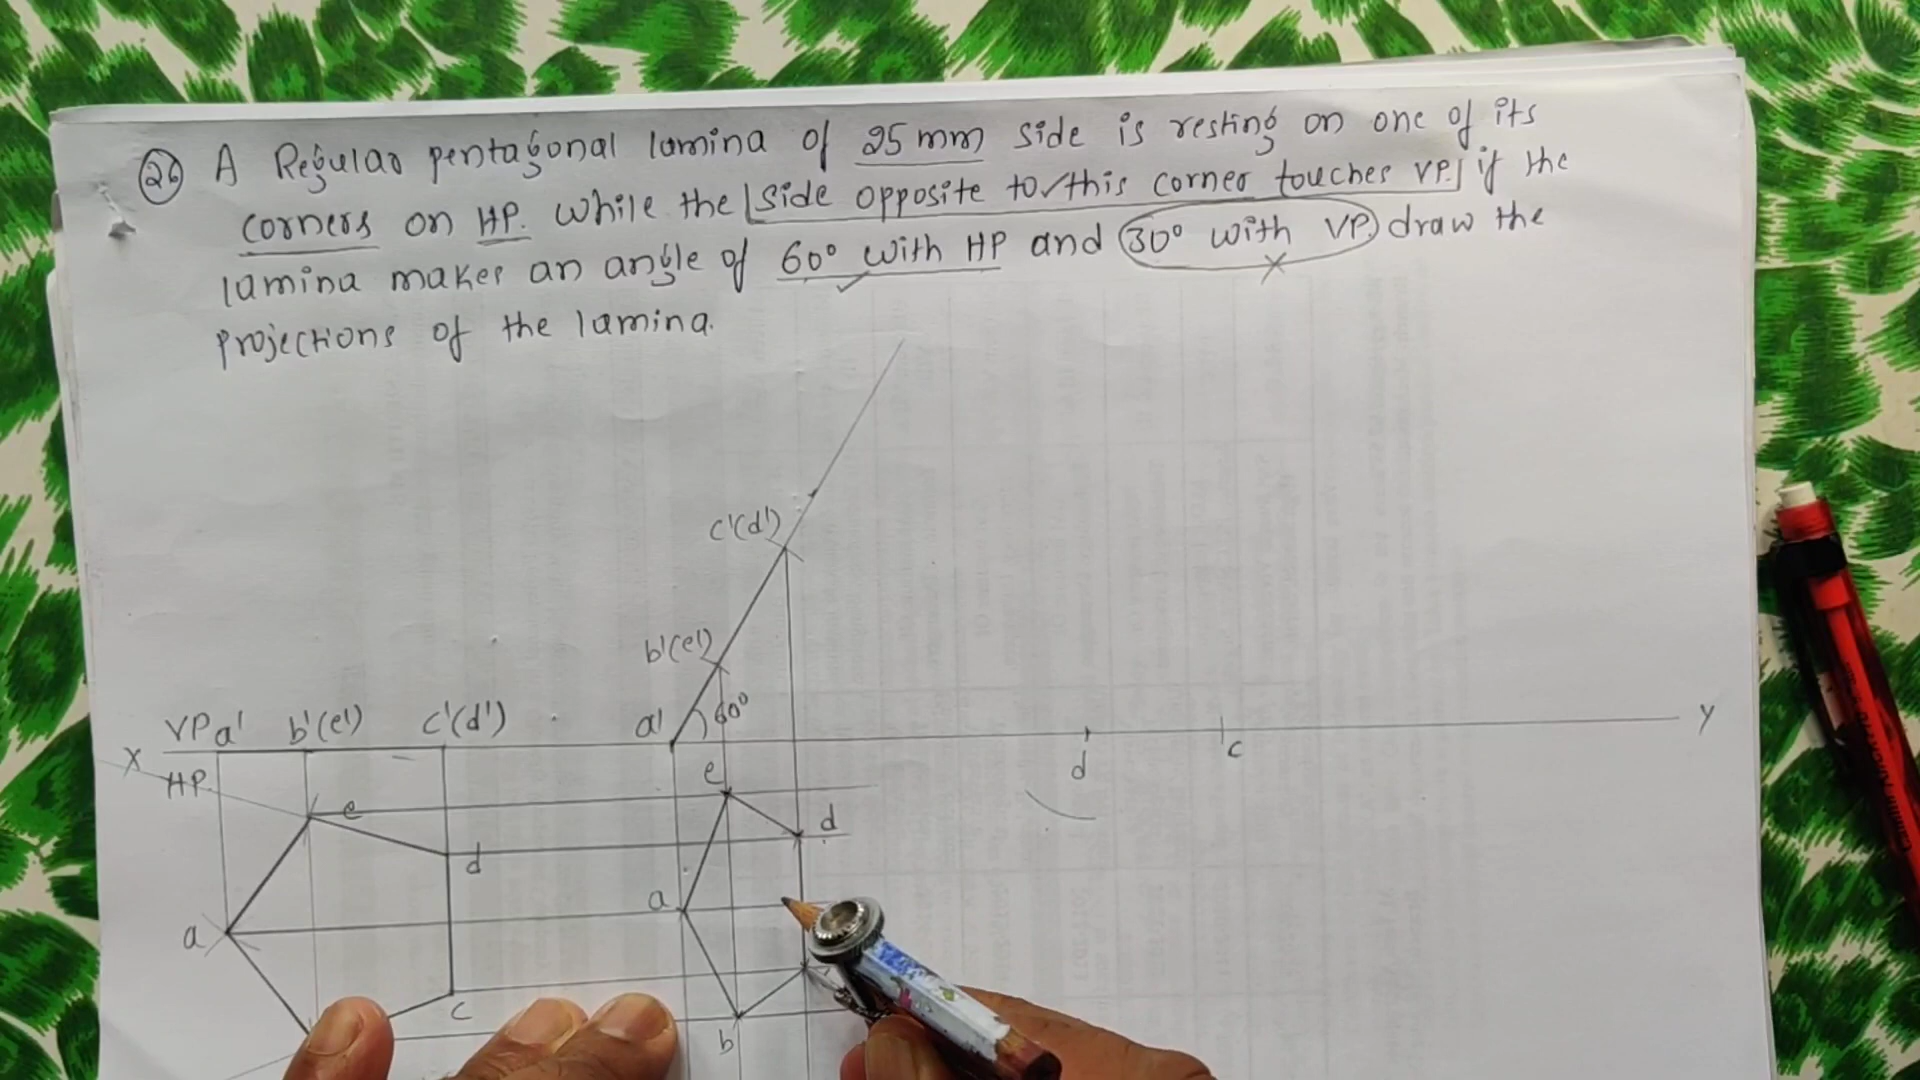 26 A Regular pentagonal lamina of 25 mm side is resting on one of its
corners on HP. while the side opposite to this corner touches VP. if the
lamina makes an angle of 60° with HP and 30° with VP. draw the
projections of the lamina.
c'(d')
b'(e')
VP a' b'(e') c'(d') a' 60° Y
X
HP
e d c
e d
d
a a
c
b